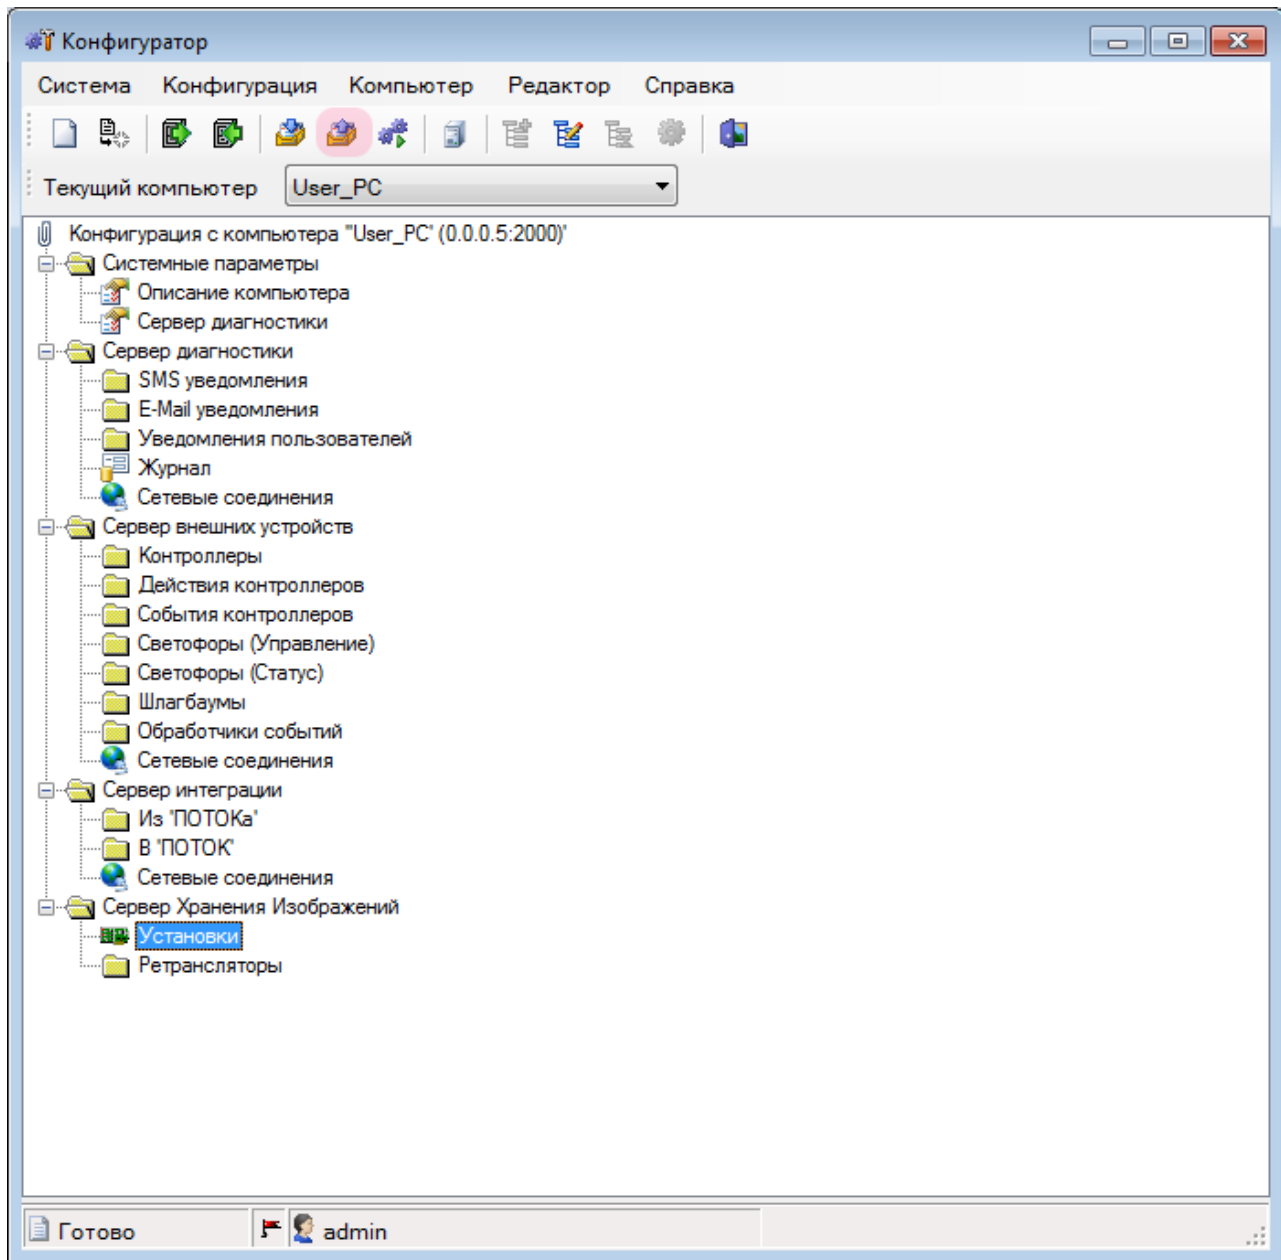 Конфигуратор
Система Конфигурация Компьютер Редактор Справка
Текущий компьютер User_PC
Конфигурация с компьютера "User_PC" (0.0.0.5:2000)'
Системные параметры
Описание компьютера
Сервер диагностики
Сервер диагностики
SMS уведомления
E-Mail уведомления
Уведомления пользователей
Журнал
Сетевые соединения
Сервер внешних устройств
Контроллеры
Действия контроллеров
События контроллеров
Светофоры (Управление)
Светофоры (Статус)
Шлагбаумы
Обработчики событий
Сетевые соединения
Сервер интеграции
Из 'ПОТОКа'
В 'ПОТОК'
Сетевые соединения
Сервер Хранения Изображений
Установки
Ретрансляторы
Готово admin